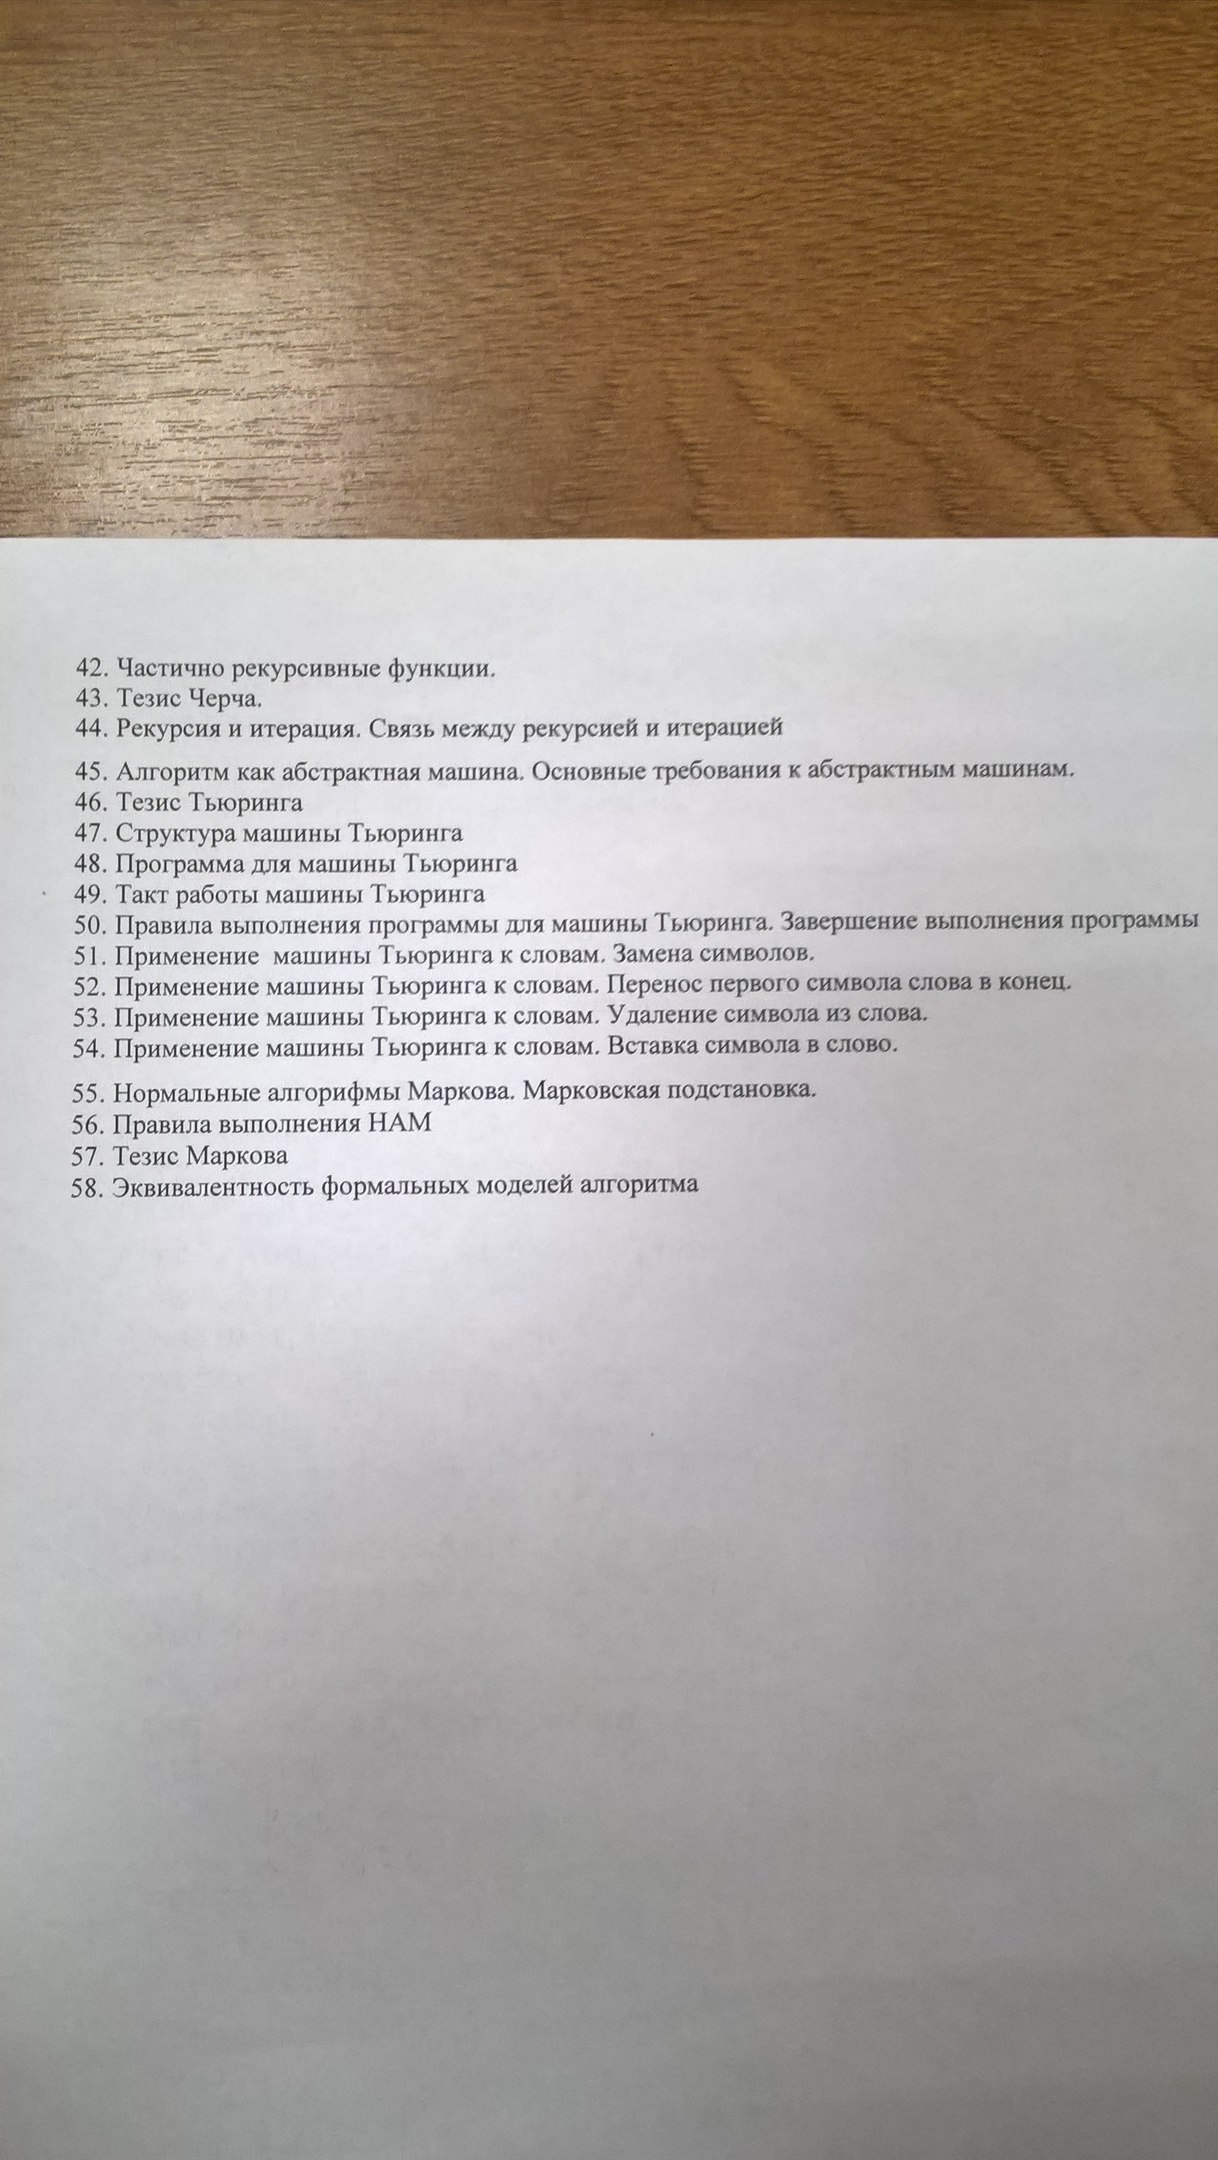 42. Частично рекурсивные функции.
43. Тезис Черча.
44. Рекурсия и итерация. Связь между рекурсией и итерацией
45. Алгоритм как абстрактная машина. Основные требования к абстрактным машинам.
46. Тезис Тьюринга
47. Структура машины Тьюринга
48. Программа для машины Тьюринга
49. Такт работы машины Тьюринга
50. Правила выполнения программы для машины Тьюринга. Завершение выполнения программы
51. Применение  машины Тьюринга к словам. Замена символов.
52. Применение машины Тьюринга к словам. Перенос первого символа слова в конец.
53. Применение машины Тьюринга к словам. Удаление символа из слова.
54. Применение машины Тьюринга к словам. Вставка символа в слово.
55. Нормальные алгорифмы Маркова. Марковская подстановка.
56. Правила выполнения НАМ
57. Тезис Маркова
58. Эквивалентность формальных моделей алгоритма